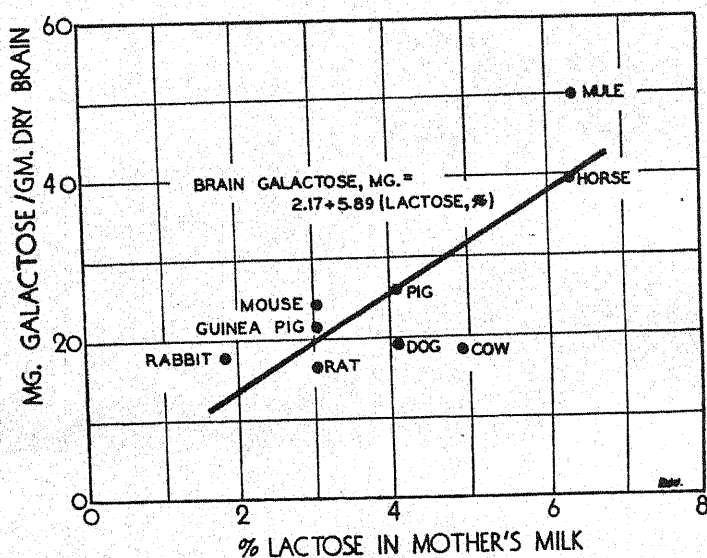 60
MG. GALACTOSE/GM. DRY BRAIN
MULE
BRAIN GALACTOSE, MG. =
2.17+5.89 (LACTOSE, %)
40
HORSE
PIG
MOUSE
GUINEA PIG
20
RABBIT
RAT
DOG
COW
0
0 2 4 6 8
% LACTOSE IN MOTHER'S MILK